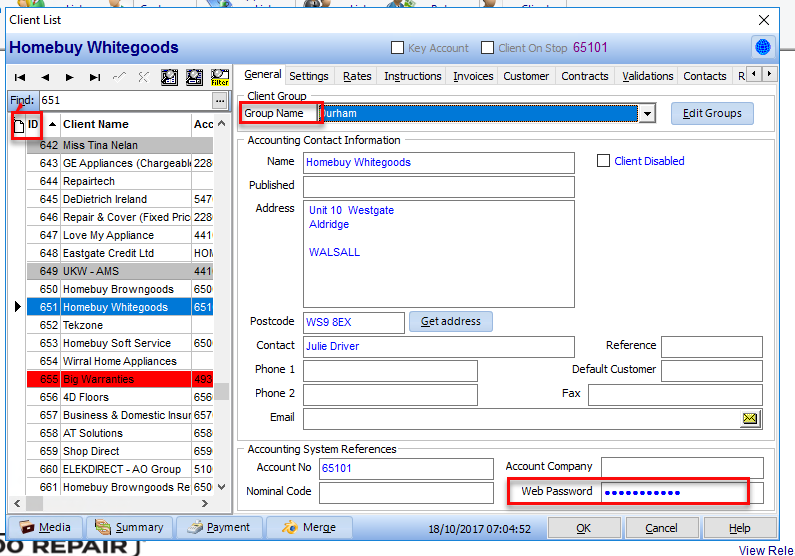 Client List
Homebuy Whitegoods
Key Account
Client On Stop
65101
Filter
Find: 651
...
General Settings Rates Instructions Invoices Customer Contracts Validations Contacts R
ID Client Name Acc
642 Miss Tina Nelan
643 GE Appliances (Chargeabl 228
644 Repairtech
645 DeDietrich Ireland 547
646 Repair & Cover (Fixed Pric 228
647 Love My Appliance 441
648 Eastgate Credit Ltd HOM
649 UKW - AMS 441
650 Homebuy Browngoods 650
651 Homebuy Whitegoods 651
652 Tekzone
653 Homebuy Soft Service 650
654 Wirral Home Appliances
655 Big Warranties 493
656 4D Floors 656
657 Business & Domestic Insur 657
658 AT Solutions 658
659 Shop Direct 659
660 ELEKDIRECT - AO Group 510
661 Homebuy Browngoods Re 650
Client Group
Group Name Durham
Edit Groups
Accounting Contact Information
Name Homebuy Whitegoods
Client Disabled
Published
Address Unit 10 Westgate
Aldridge
WALSALL
Postcode WS9 8EX
Get address
Contact Julie Driver
Reference
Phone 1
Default Customer
Phone 2
Fax
Email
Accounting System References
Account No 65101
Account Company
Nominal Code
Web Password ●●●●●●●●●●●
Media Summary Payment Merge
18/10/2017 07:04:52
OK Cancel Help
DO REPAIR
View Rele